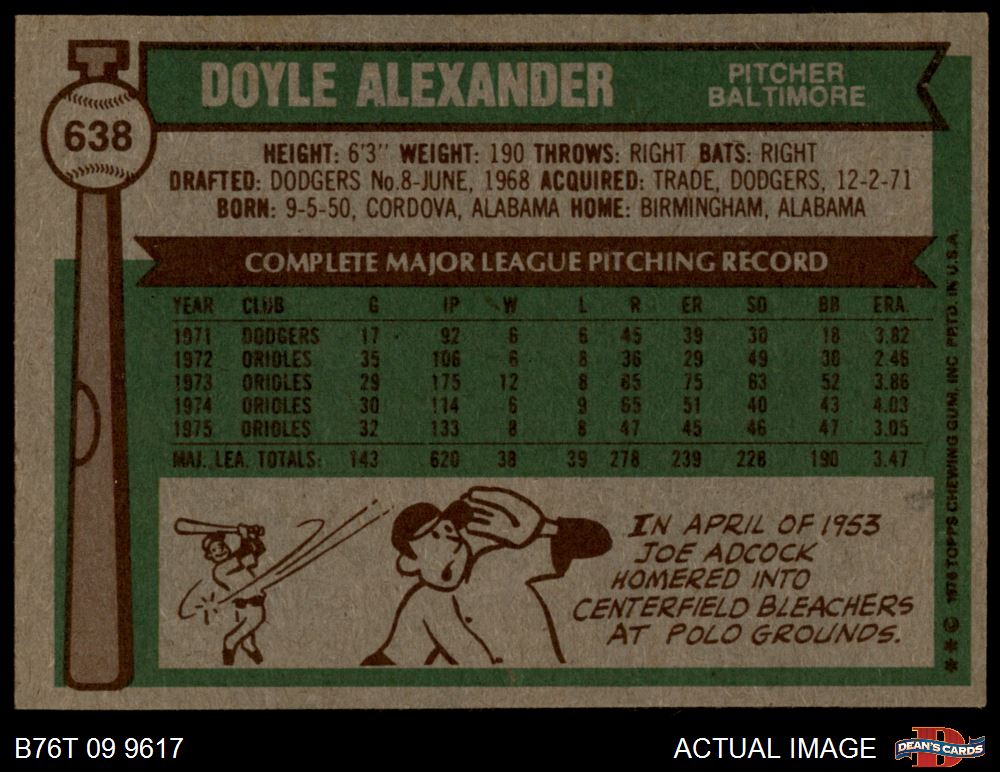 DOYLE ALEXANDER
PITCHER
BALTIMORE
638
HEIGHT: 6'3" WEIGHT: 190 THROWS: RIGHT BATS: RIGHT
DRAFTED: DODGERS No.8-JUNE, 1968 ACQUIRED: TRADE, DODGERS, 12-2-71
BORN: 9-5-50, CORDOVA, ALABAMA HOME: BIRMINGHAM, ALABAMA
COMPLETE MAJOR LEAGUE PITCHING RECORD
YEAR CLUB G IP W L R ER SO BB ERA.
1971 DODGERS 17 92 6 6 45 39 30 18 3.82
1972 ORIOLES 35 106 6 8 36 29 49 30 2.46
1973 ORIOLES 29 175 12 8 85 75 63 52 3.86
1974 ORIOLES 30 114 6 9 65 51 40 43 4.03
1975 ORIOLES 32 133 8 8 47 45 46 47 3.05
MAJ. LEA. TOTALS: 143 620 38 39 278 239 228 190 3.47
IN APRIL OF 1953
JOE ADCOCK
HOMERED INTO
CENTERFIELD BLEACHERS
AT POLO GROUNDS.
** © 1976 TOPPS CHEWING GUM, INC PRTD. IN U.S.A.
B76T 09 9617
ACTUAL IMAGE
D
DEAN'S CARDS